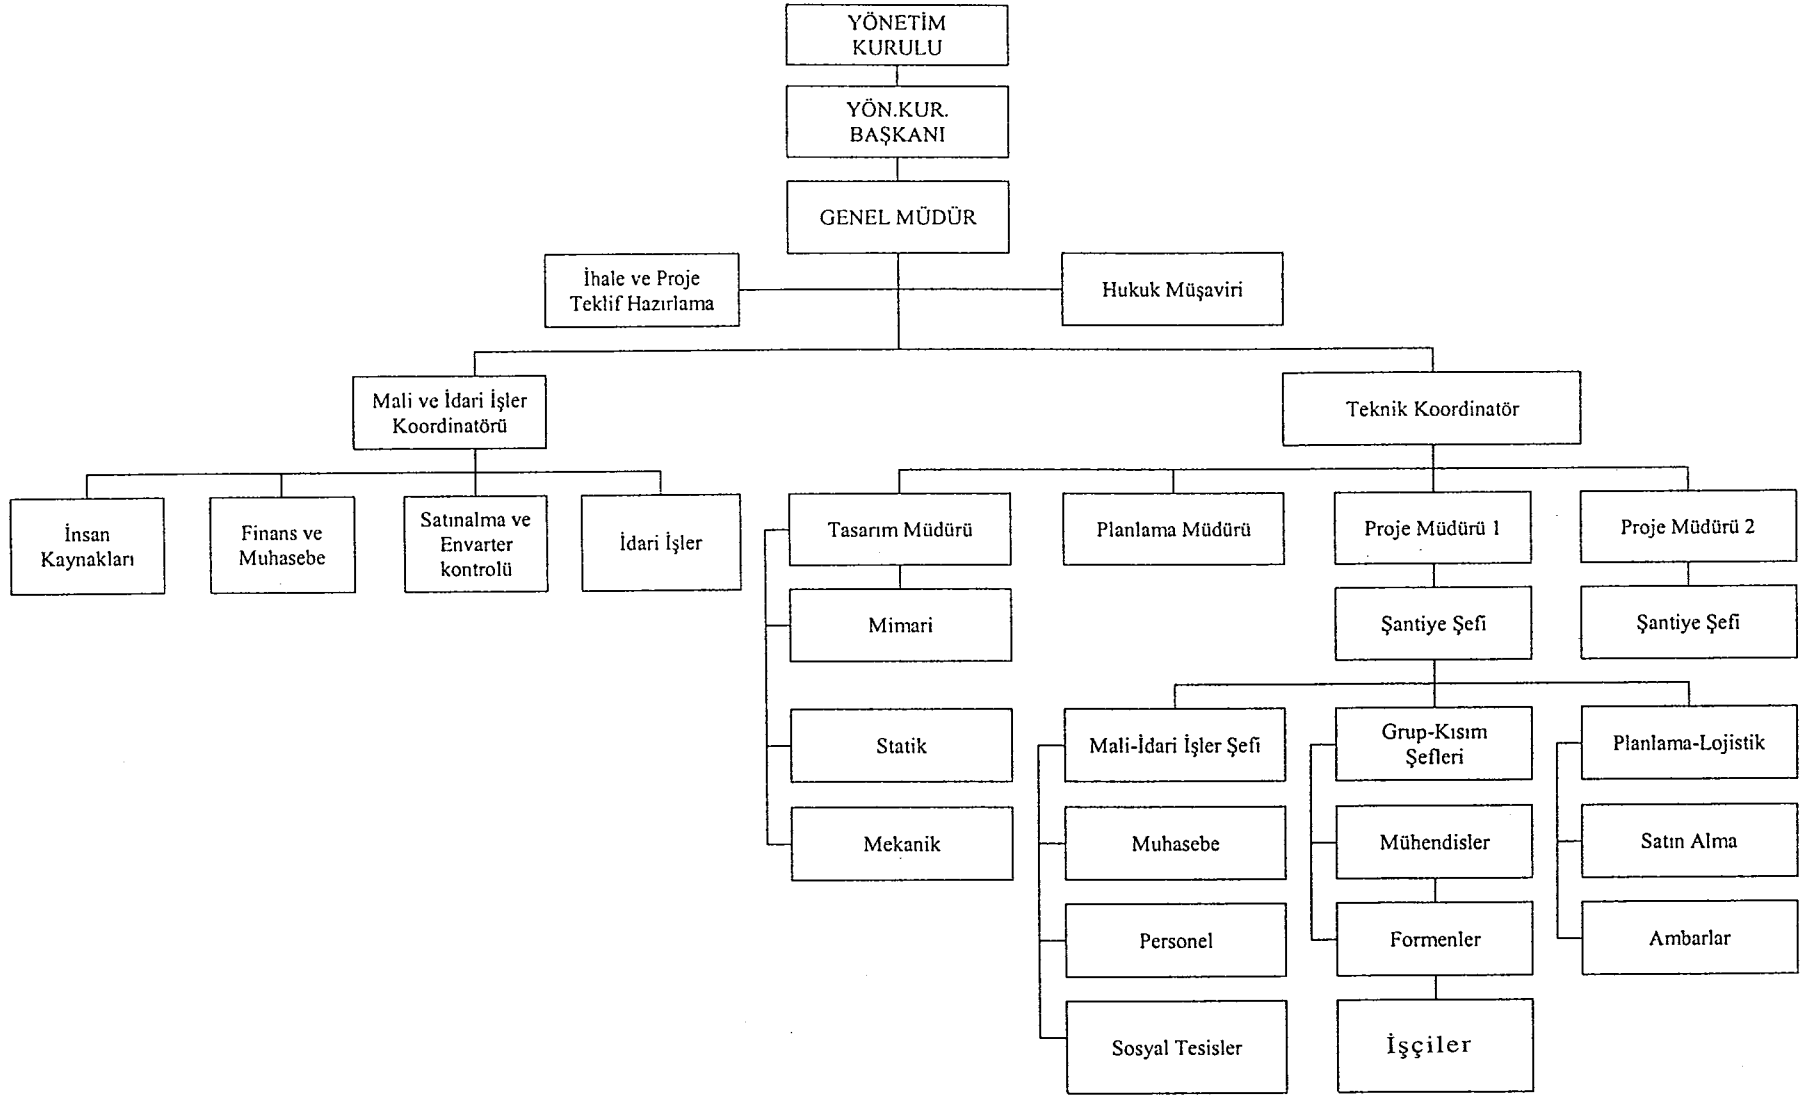 YÖNETİM
KURULU
YÖN.KUR.
BAŞKANI
GENEL MÜDÜR
İhale ve Proje
Teklif Hazırlama
Hukuk Müşaviri
Mali ve İdari İşler
Koordinatörü
Teknik Koordinatör
İnsan
Kaynakları
Finans ve
Muhasebe
Satınalma ve
Envarter
kontrolü
İdari İşler
Tasarım Müdürü
Planlama Müdürü
Proje Müdürü 1
Proje Müdürü 2
Mimari
Şantiye Şefi
Şantiye Şefi
Statik
Mali-İdari İşler Şefi
Grup-Kısım
Şefleri
Planlama-Lojistik
Mekanik
Muhasebe
Mühendisler
Satın Alma
Personel
Formenler
Ambarlar
Sosyal Tesisler
İşçiler